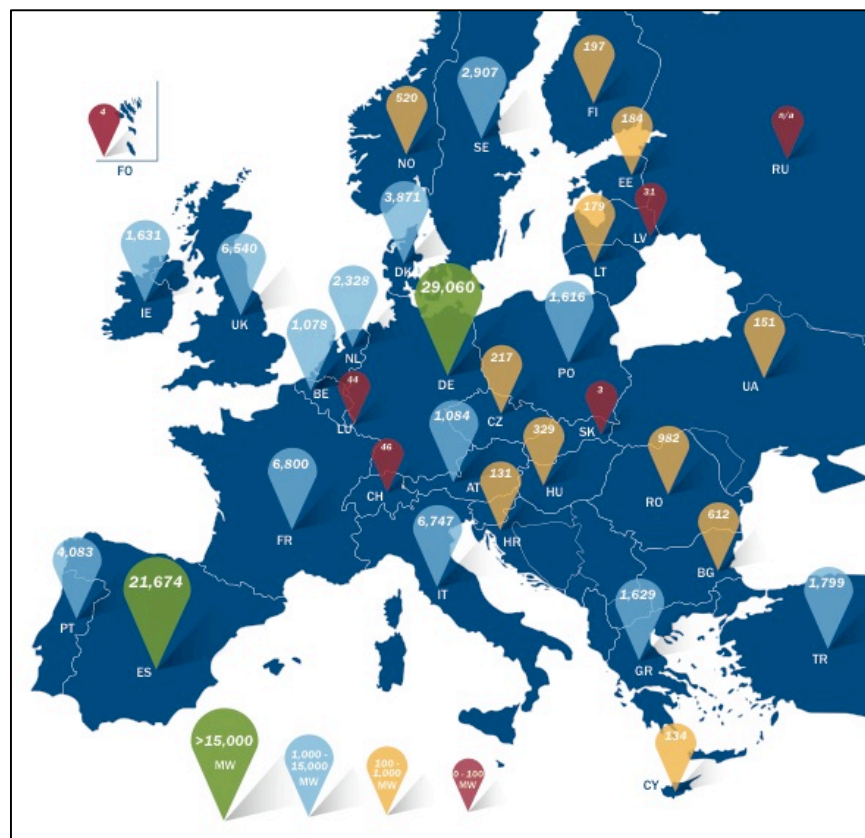 197
FI
2,907
SE
520
NO
4
FO
n/a
RU
184
EE
31
LV
179
LT
3,871
DK
1,631
IE
6,540
UK
2,328
NL
29,060
DE
1,616
PO
151
UA
1,078
BE
44
LU
217
CZ
3
SK
1,084
AT
329
HU
982
RO
46
CH
131
HR
6,800
FR
6,747
IT
612
BG
4,083
PT
21,674
ES
1,629
GR
1,799
TR
134
CY
>15,000
MW
1,000 -
15,000
MW
100 -
1,000
MW
0 - 100
MW